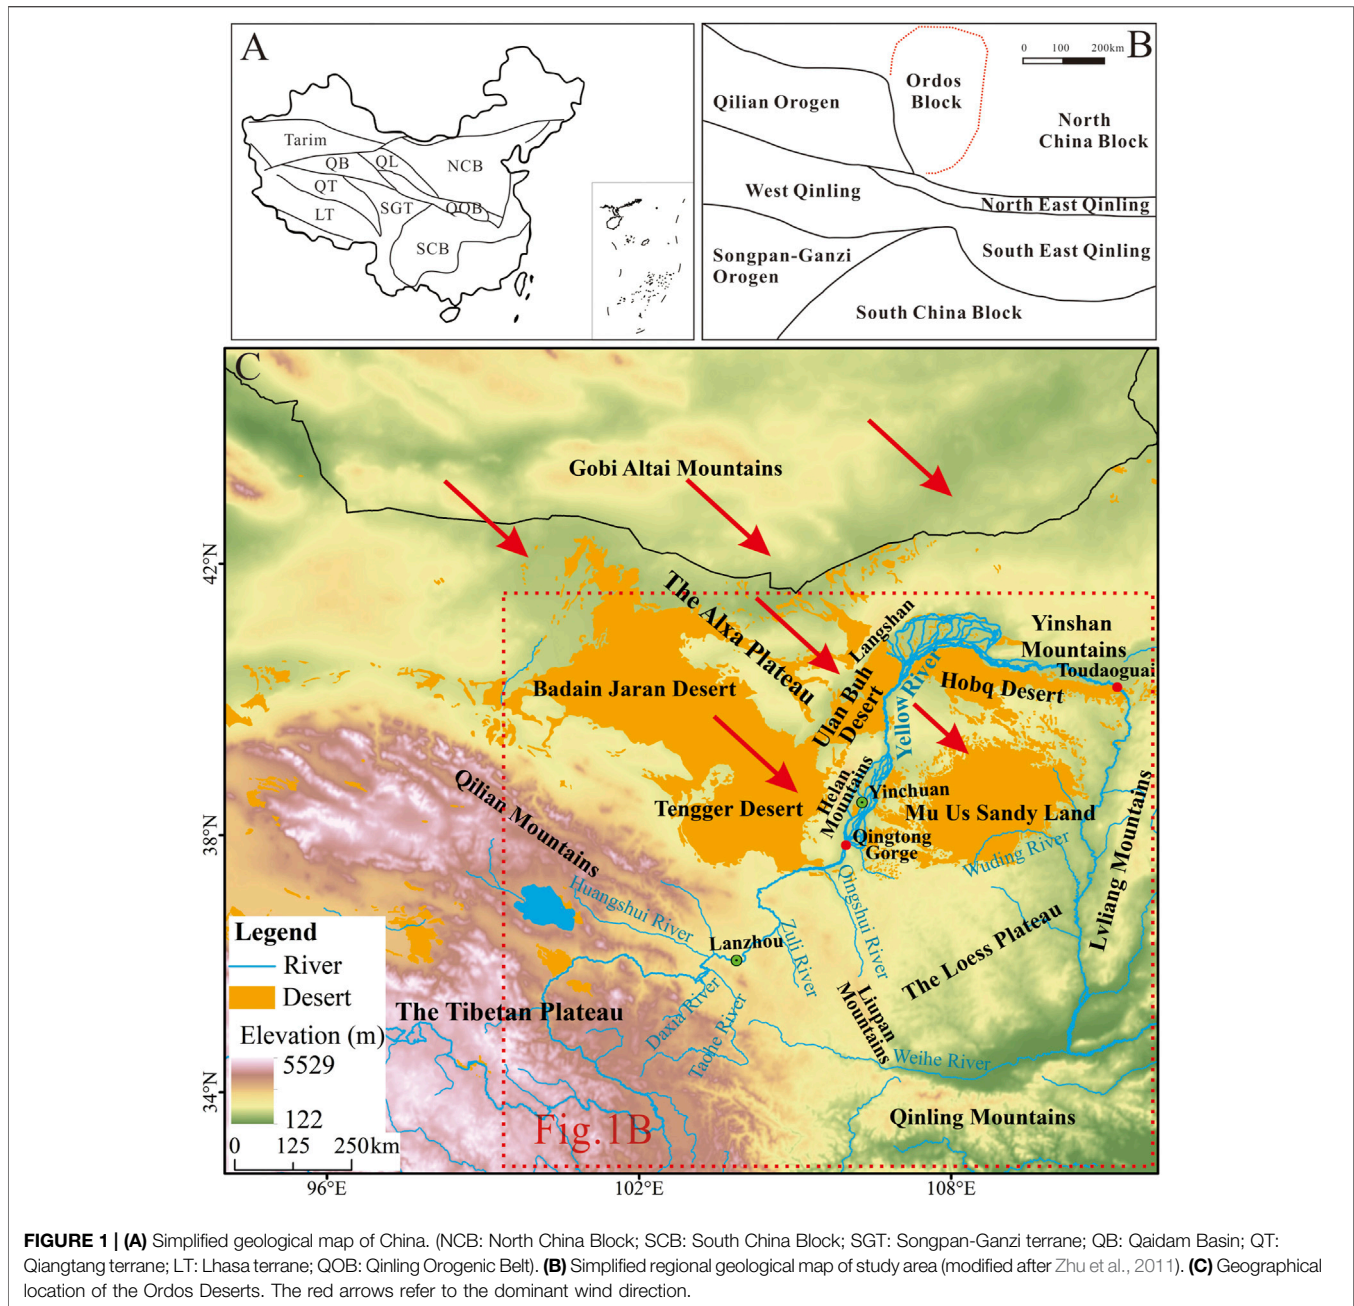 A
Tarim
QB
QL
NCB
QT
SGT
QOB
LT
SCB
B
0 100 200km
Ordos
Block
Qilian Orogen
North
China Block
West Qinling
North East Qinling
Songpan-Ganzi
Orogen
South East Qinling
South China Block
C
Gobi Altai Mountains
42°N
The Alxa Plateau
Langshan
Yinshan
Mountains
Toudaoguai
Badain Jaran Desert
Ulan Buh
Desert
Yellow River
Hobq Desert
Qilian Mountains
Tengger Desert
Helan
Mountains
Yinchuan
Mu Us Sandy Land
38°N
Qingtong
Gorge
Wuding River
Lvliang Mountains
Huangshui River
Qingshui River
Zuli River
Lanzhou
The Loess Plateau
Legend
River
Desert
Elevation (m)
5529
122
0 125 250km
The Tibetan Plateau
Daxia River
Taohe River
Liupan
Mountains
Weihe River
34°N
Qinling Mountains
Fig.1B
96°E
102°E
108°E
FIGURE 1 | (A) Simplified geological map of China. (NCB: North China Block; SCB: South China Block; SGT: Songpan-Ganzi terrane; QB: Qaidam Basin; QT:
Qiangtang terrane; LT: Lhasa terrane; QOB: Qinling Orogenic Belt). (B) Simplified regional geological map of study area (modified after Zhu et al., 2011). (C) Geographical
location of the Ordos Deserts. The red arrows refer to the dominant wind direction.